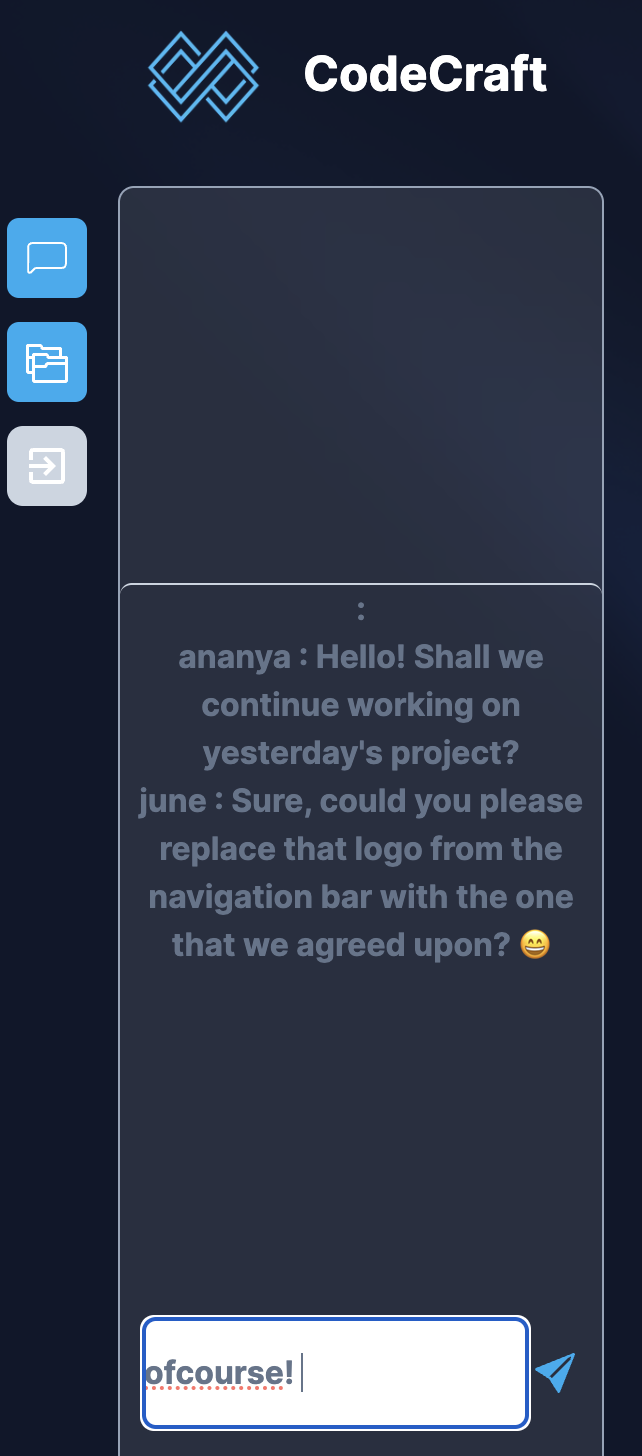 CodeCraft
:
ananya : Hello! Shall we
continue working on
yesterday's project?
june : Sure, could you please
replace that logo from the
navigation bar with the one
that we agreed upon? 😄
ofcourse!